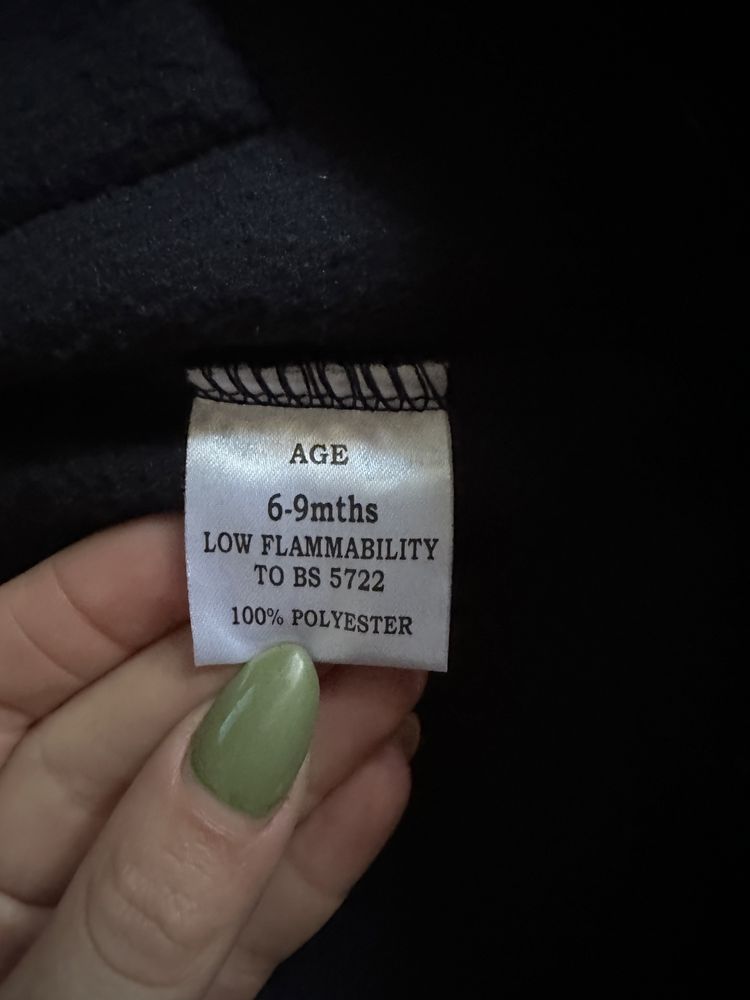 AGE
6-9mths
LOW FLAMMABILITY
TO BS 5722
100% POLYESTER